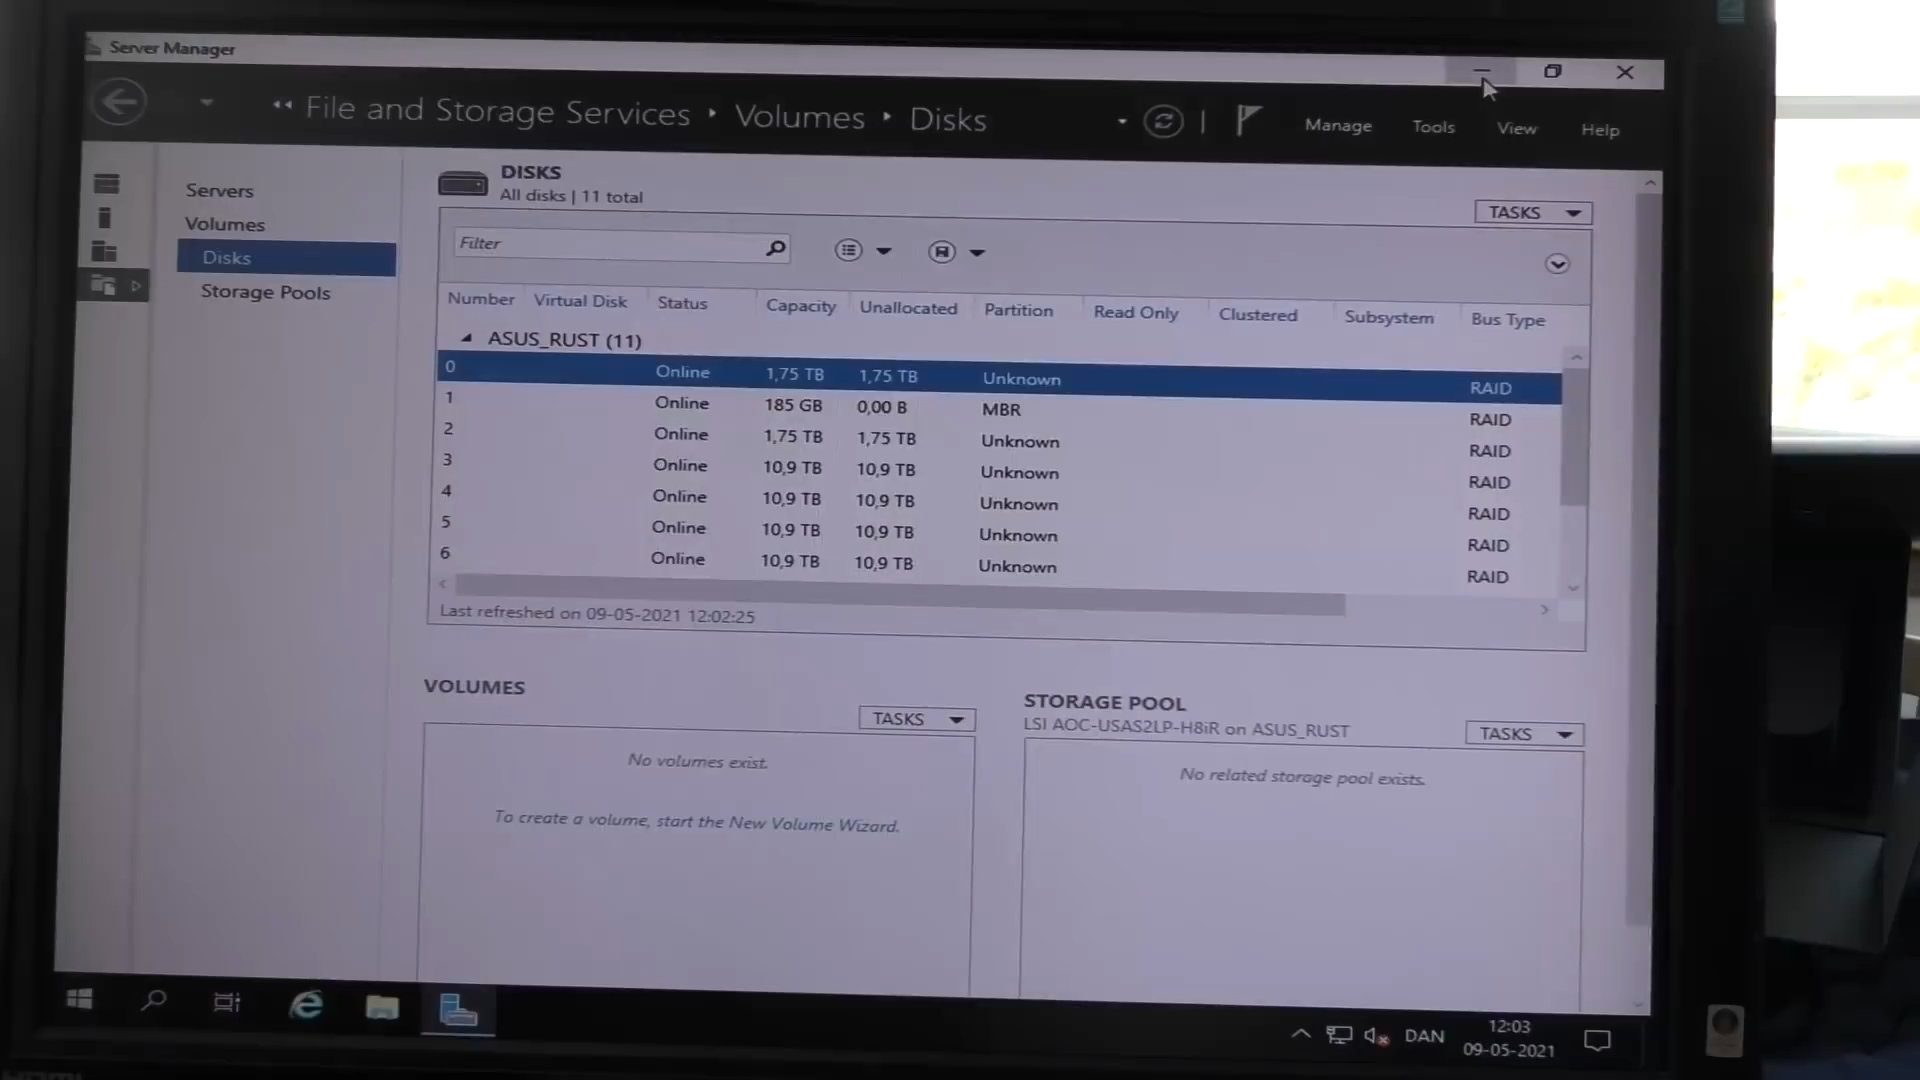 Server Manager
File and Storage Services ‣ Volumes ‣ Disks
Manage Tools View Help
Servers
Volumes
Disks
Storage Pools
DISKS
All disks | 11 total
TASKS
Filter
Number Virtual Disk Status Capacity Unallocated Partition Read Only Clustered Subsystem Bus Type
ASUS_RUST (11)
0 Online 1,75 TB 1,75 TB Unknown RAID
1 Online 185 GB 0,00 B MBR RAID
2 Online 1,75 TB 1,75 TB Unknown RAID
3 Online 10,9 TB 10,9 TB Unknown RAID
4 Online 10,9 TB 10,9 TB Unknown RAID
5 Online 10,9 TB 10,9 TB Unknown RAID
6 Online 10,9 TB 10,9 TB Unknown RAID
Last refreshed on 09-05-2021 12:02:25
VOLUMES
TASKS
No volumes exist.
To create a volume, start the New Volume Wizard.
STORAGE POOL
LSI AOC-USAS2LP-H8iR on ASUS_RUST
TASKS
No related storage pool exists.
DAN
12:03
09-05-2021